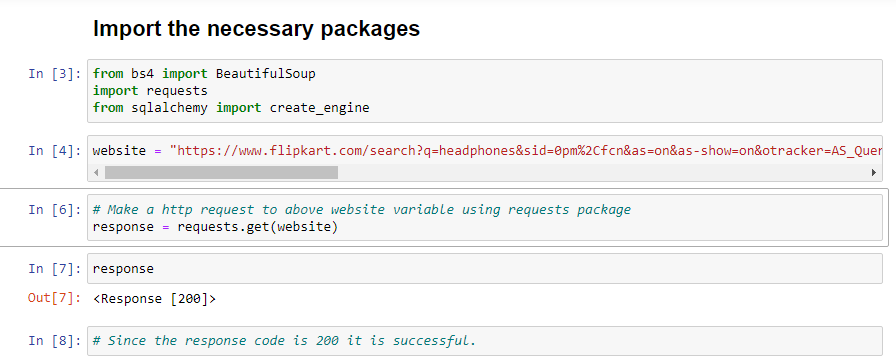 Import the necessary packages
In [3]: from bs4 import BeautifulSoup
import requests
from sqlalchemy import create_engine
In [4]: website = "https://www.flipkart.com/search?q=headphones&sid=0pm%2Cfcn&as=on&as-show=on&otracker=AS_Quer
In [6]: # Make a http request to above website variable using requests package
response = requests.get(website)
In [7]: response
Out[7]: <Response [200]>
In [8]: # Since the response code is 200 it is successful.